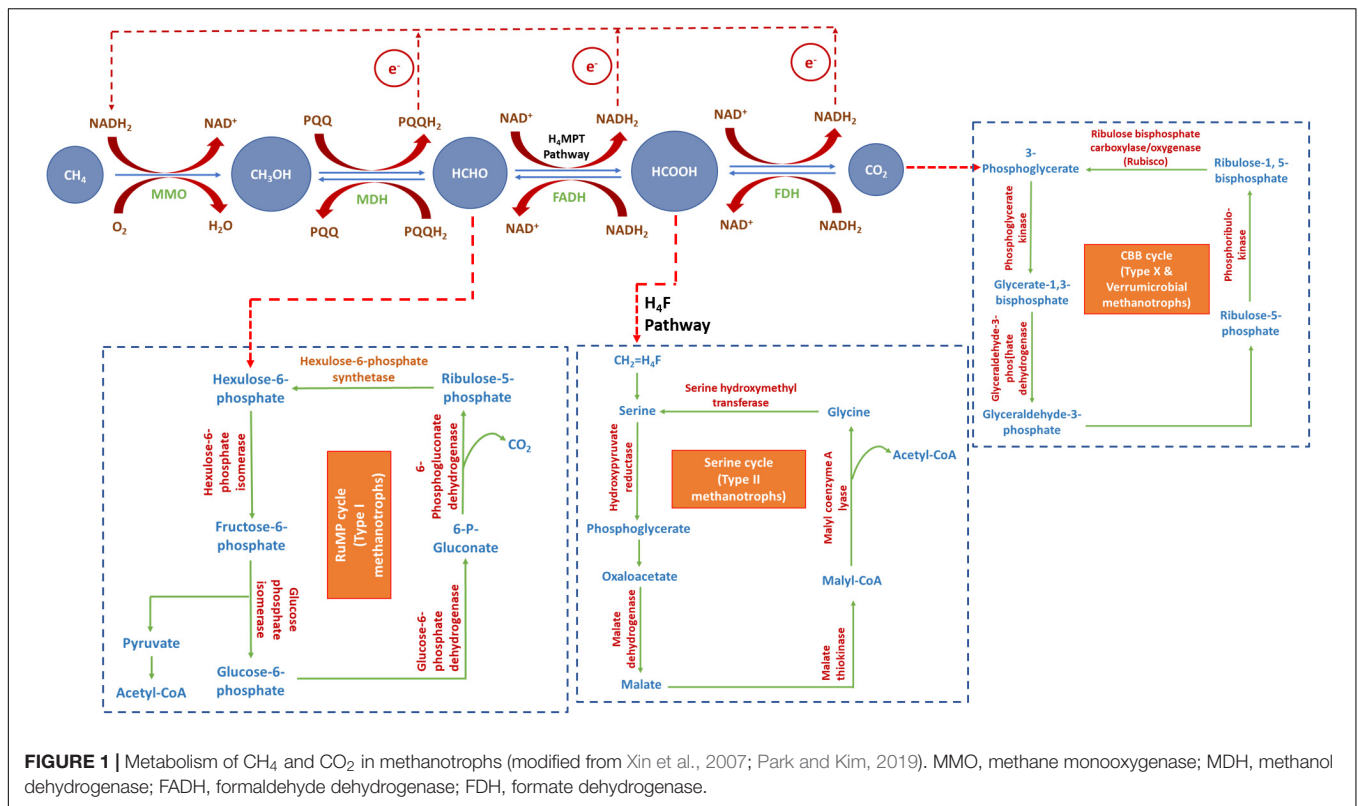 e⁻
e⁻
e⁻
NADH₂
NAD⁺
PQQ
PQQH₂
NAD⁺
NADH₂
NAD⁺
NADH₂
H₄MPT
Pathway
CH₄
CH₃OH
HCHO
HCOOH
CO₂
MMO
MDH
FADH
FDH
O₂
H₂O
PQQ
PQQH₂
NAD⁺
NADH₂
NAD⁺
NADH₂
Ribulose bisphosphate
carboxylase/oxygenase
(Rubisco)
3-
Phosphoglycerate
Ribulose-1, 5-
bisphosphate
Phosphoglycerate
kinase
CBB cycle
(Type X &
Verrumicrobial
methanotrophs)
Phosphoribulo-
kinase
Glycerate-1,3-
bisphosphate
Ribulose-5-
phosphate
Glyceraldehyde-3-
phos[hate
dehydrogenase
Glyceraldehyde-3-
phosphate
H₄F
Pathway
Hexulose-6-phosphate
synthetase
Hexulose-6-
phosphate
Ribulose-5-
phosphate
CO₂
Hexulose-6-
phosphate
isomerase
RuMP cycle
(Type I
methanotrophs)
6-
Phosphogluconate
dehydrogenase
Fructose-6-
phosphate
6-P-
Gluconate
Glucose
phosphate
isomerase
Glucose-6-
phosphate
dehydrogenase
Pyruvate
Acetyl-CoA
Glucose-6-
phosphate
CH₂=H₄F
Serine hydroxymethyl
transferase
Serine
Glycine
Acetyl-CoA
Hydroxypyruvate
reductase
Serine cycle
(Type II
methanotrophs)
Malyl coenzyme A
lyase
Phosphoglycerate
Oxaloacetate
Malyl-CoA
Malate
dehydrogenase
Malate
thiokinase
Malate
FIGURE 1 | Metabolism of CH₄ and CO₂ in methanotrophs (modified from Xin et al., 2007; Park and Kim, 2019). MMO, methane monooxygenase; MDH, methanol
dehydrogenase; FADH, formaldehyde dehydrogenase; FDH, formate dehydrogenase.